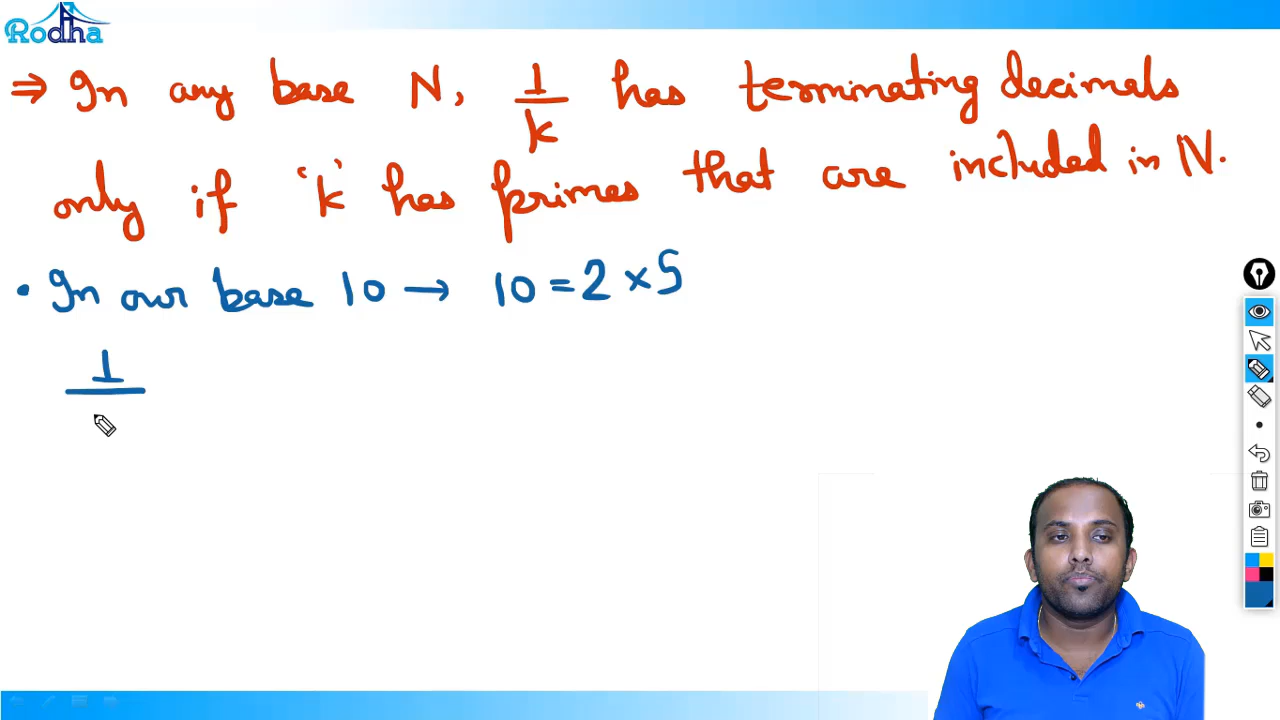 Rodha
⇒ In any base N, 1/k has terminating decimals
only if 'k' has primes that are included in N.
• In our base 10 → 10 = 2 × 5
1